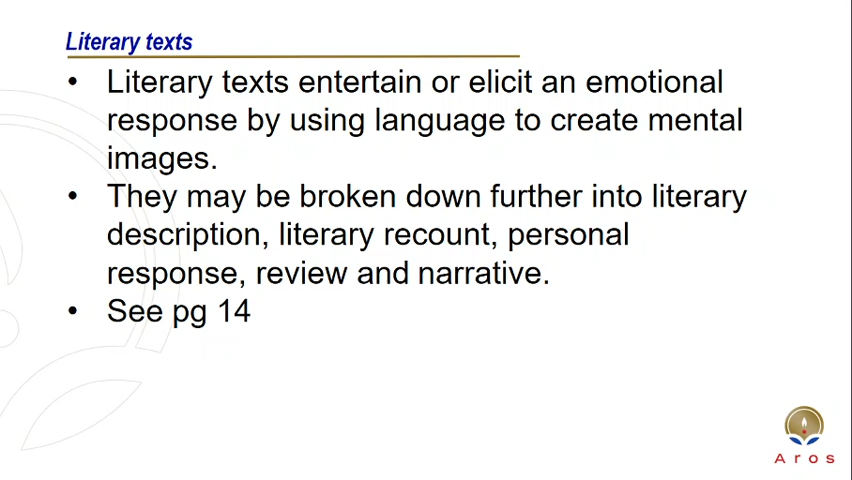 Literary texts
• Literary texts entertain or elicit an emotional
response by using language to create mental
images.
• They may be broken down further into literary
description, literary recount, personal
response, review and narrative.
• See pg 14
Aros